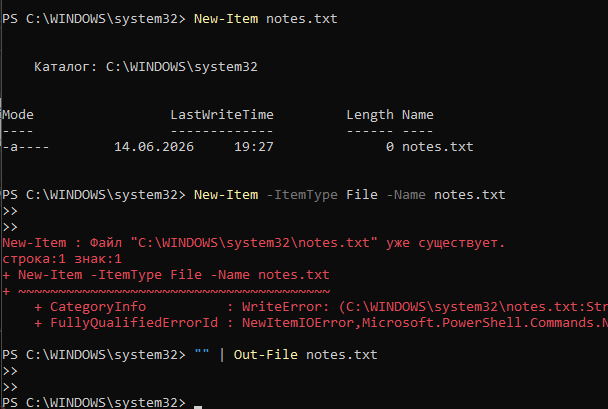 PS C:\WINDOWS\system32> New-Item notes.txt
Каталог: C:\WINDOWS\system32
Mode LastWriteTime Length Name
---- ------------- ------ ----
-a---- 14.06.2026 19:27 0 notes.txt
PS C:\WINDOWS\system32> New-Item -ItemType File -Name notes.txt
>>
>>
New-Item : Файл "C:\WINDOWS\system32\notes.txt" уже существует.
строка:1 знак:1
+ New-Item -ItemType File -Name notes.txt
+ ~~~~~~~~~~~~~~~~~~~~~~~~~~~~~~~~~~~~~~~
+ CategoryInfo : WriteError: (C:\WINDOWS\system32\notes.txt:Str
+ FullyQualifiedErrorId : NewItemIOError,Microsoft.PowerShell.Commands.N
PS C:\WINDOWS\system32> "" | Out-File notes.txt
>>
>>
PS C:\WINDOWS\system32>